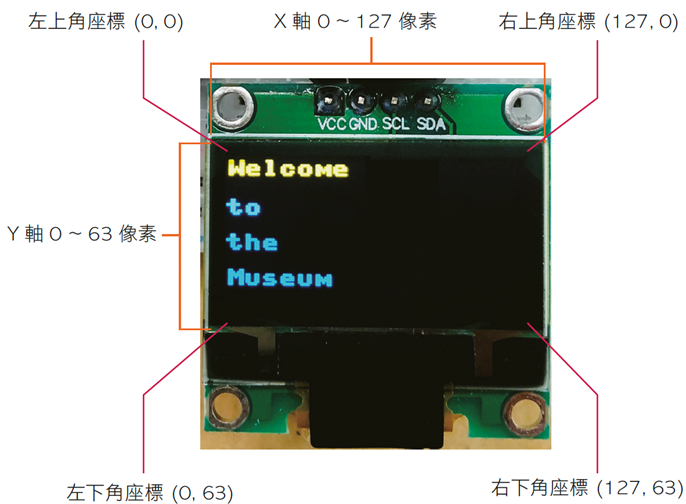 左上角座標 (0, 0)
X 軸 0 ~ 127 像素
右上角座標 (127, 0)
VCC GND SCL SDA
Welcome
to
the
Museum
Y 軸 0 ~ 63 像素
左下角座標 (0, 63)
右下角座標 (127, 63)